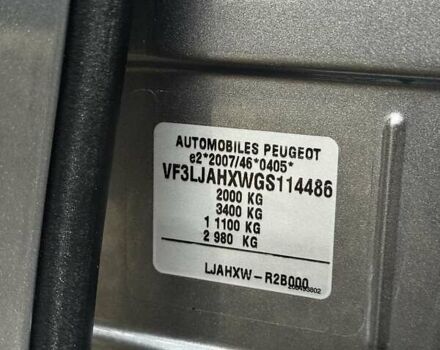 AUTOMOBILES PEUGEOT
e2*2007/46*0405*
VF3LJAHXWGS114486
2000 KG
3400 KG
1 1100 KG
2 980 KG
LJAHXW-R2B000